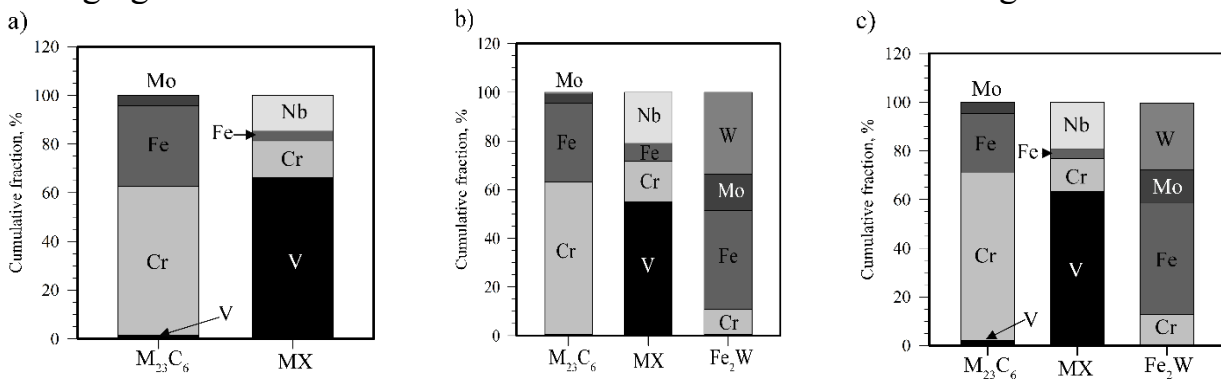 a)
Cumulative fraction, %
120
100
80
60
40
20
0
Mo
Fe
Cr
V
Nb
Fe
Cr
V
M₂₃C₆
MX
b)
Cumulative fraction, %
120
100
80
60
40
20
0
Mo
Fe
Cr
Nb
Fe
Cr
V
W
Mo
Fe
Cr
M₂₃C₆
MX
Fe₂W
c)
Cumulative fraction, %
120
100
80
60
40
20
0
Mo
Fe
Cr
V
Nb
Fe
Cr
V
W
Mo
Fe
Cr
M₂₃C₆
MX
Fe₂W